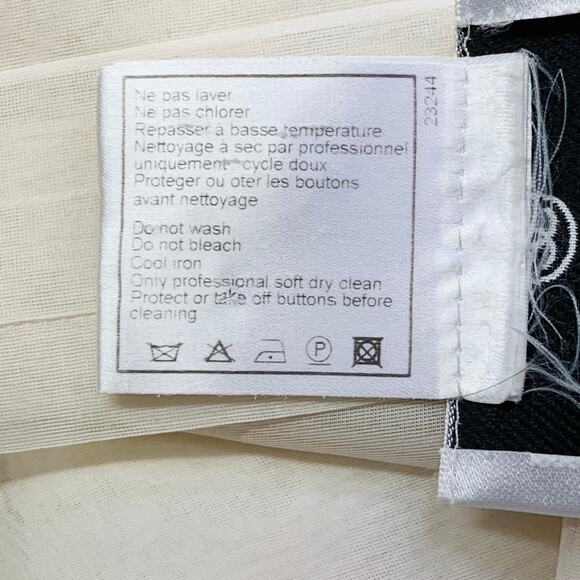 Ne pas laver
Ne pas chlorer
Repasser à basse temperature
Nettoyage à sec par professionnel
uniquement cycle doux
Proteger ou oter les boutons
avant nettoyage
Do not wash
Do not bleach
Cool iron
Only professional soft dry clean
Protect or take off buttons before
cleaning
P
23244